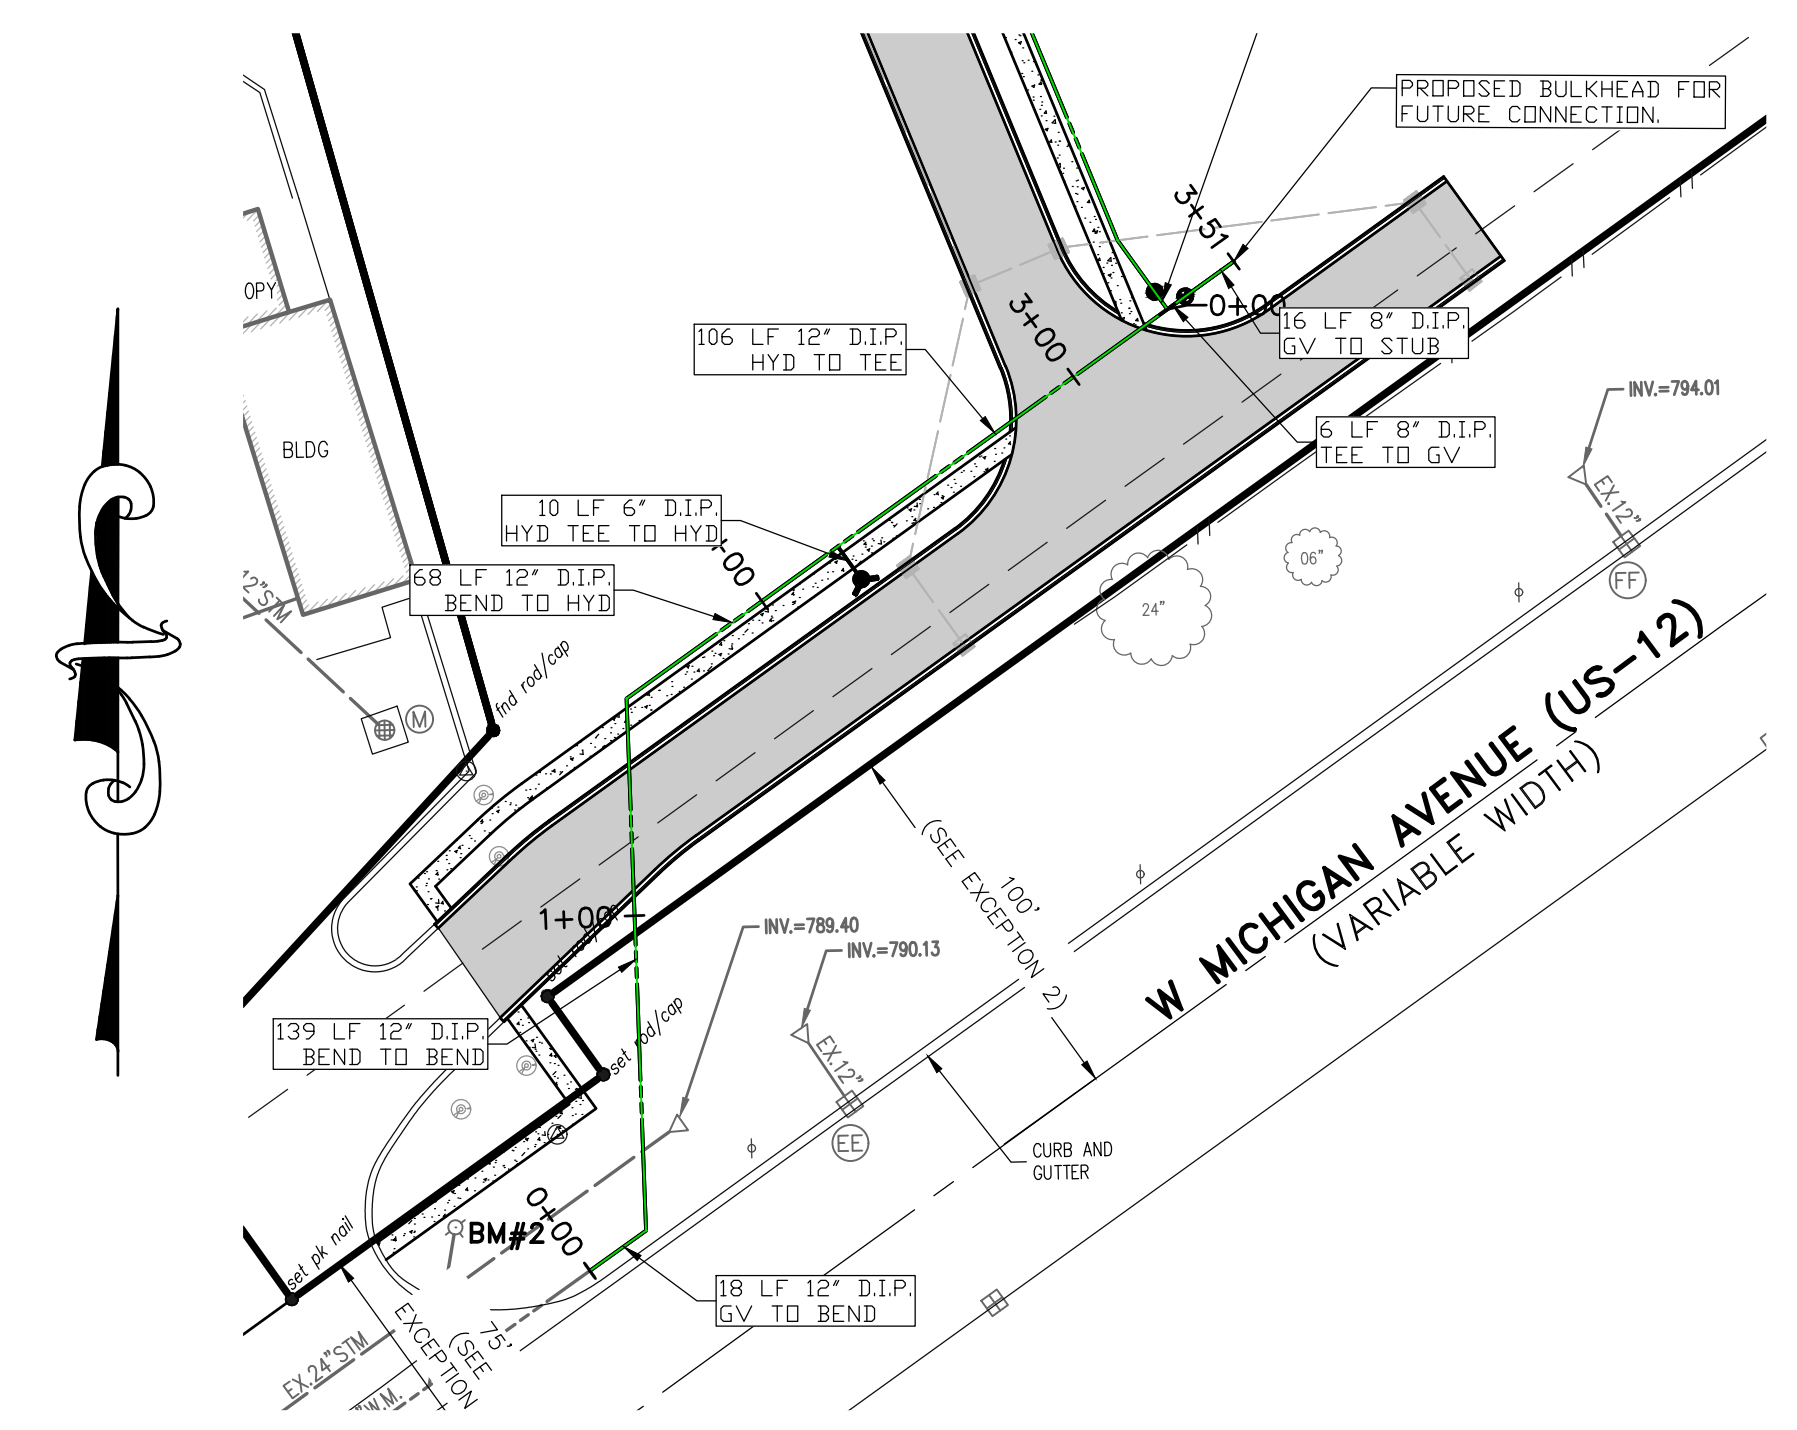 PROPOSED BULKHEAD FOR
FUTURE CONNECTION.
3+51
0+00
OPY
3+00
106 LF 12" D.I.P.
HYD TO TEE
16 LF 8" D.I.P.
GV TO STUB
INV.=794.01
6 LF 8" D.I.P.
TEE TO GV
BLDG
EX.12"
10 LF 6" D.I.P.
HYD TEE TO HYD
+00
06"
FF
68 LF 12" D.I.P.
BEND TO HYD
12"STM
24"
fnd rod/cap
M
W MICHIGAN AVENUE (US-12)
(VARIABLE WIDTH)
100'
(SEE EXCEPTION 2)
1+00
INV.=789.40
INV.=790.13
set rod/cap
139 LF 12" D.I.P.
BEND TO BEND
EX.12"
EE
CURB AND
GUTTER
0+00
BM#2
set pk nail
18 LF 12" D.I.P.
GV TO BEND
75'
(SEE
EXCEPTION
EX.24"STM
"W.M.